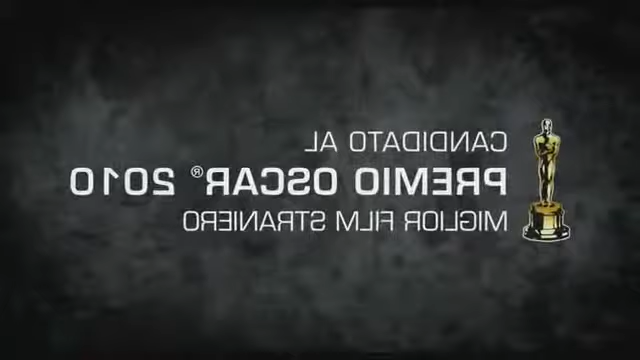 CANDIDATO AL
PREMIO OSCAR® 2010
MIGLIOR FILM STRANIERO